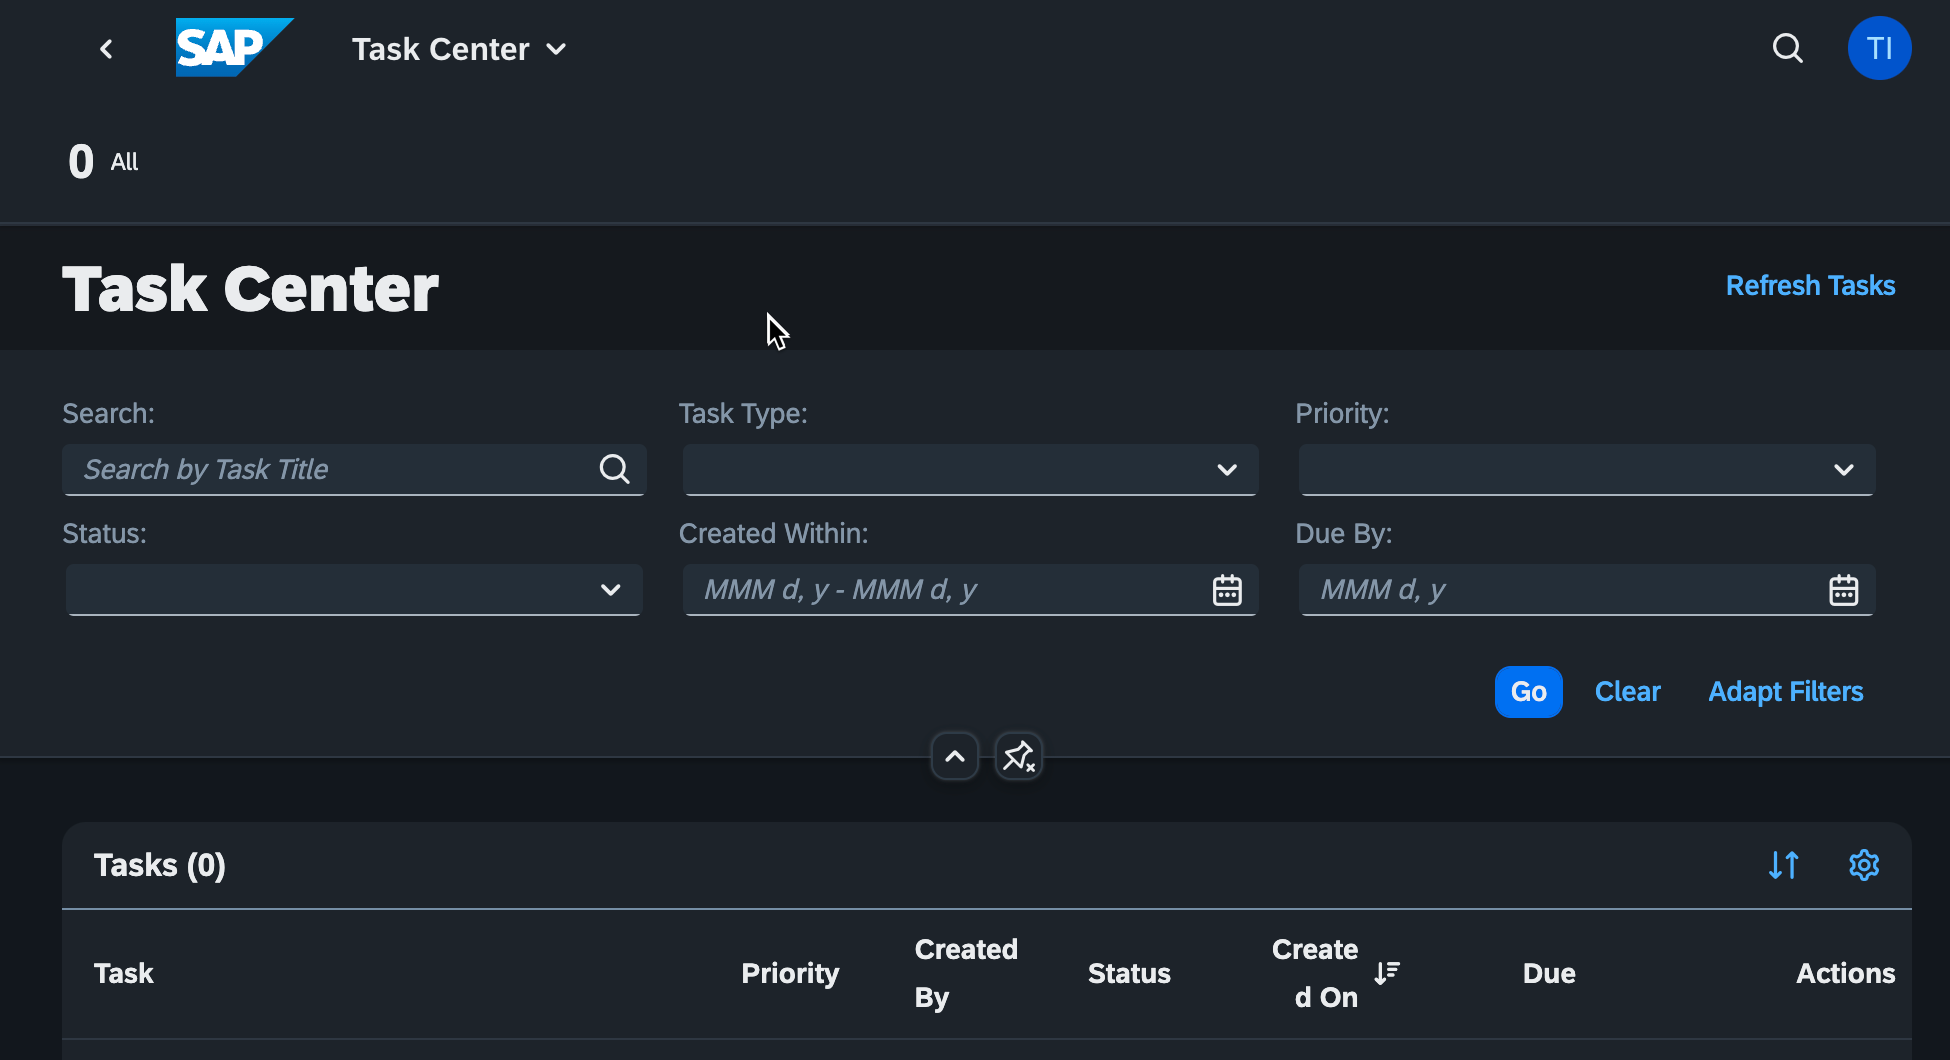 SAP
Task Center
TI
0 All
Task Center
Refresh Tasks
Search:
Task Type:
Priority:
Search by Task Title
Status:
Created Within:
Due By:
MMM d, y - MMM d, y
MMM d, y
Go
Clear
Adapt Filters
Tasks (0)
Task
Priority
Created
By
Status
Create
d On
Due
Actions